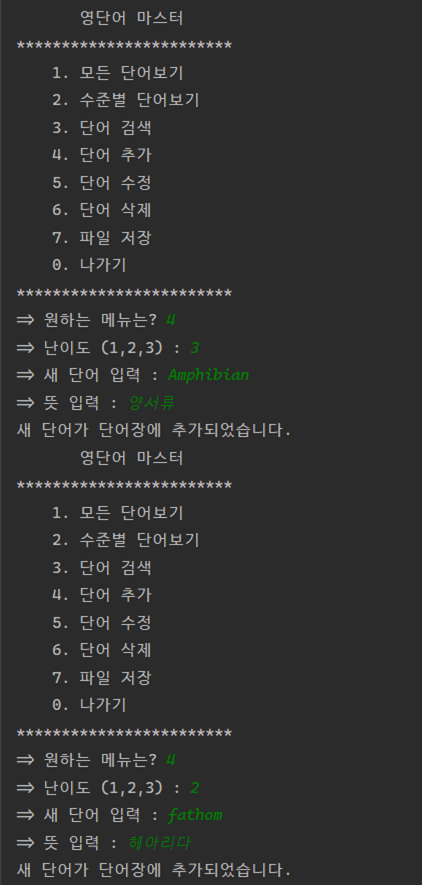 영단어 마스터
************************
1. 모든 단어보기
2. 수준별 단어보기
3. 단어 검색
4. 단어 추가
5. 단어 수정
6. 단어 삭제
7. 파일 저장
0. 나가기
************************
=> 원하는 메뉴는? 4
=> 난이도 (1,2,3) : 3
=> 새 단어 입력 : Amphibian
=> 뜻 입력 : 양서류
새 단어가 단어장에 추가되었습니다.
영단어 마스터
************************
1. 모든 단어보기
2. 수준별 단어보기
3. 단어 검색
4. 단어 추가
5. 단어 수정
6. 단어 삭제
7. 파일 저장
0. 나가기
************************
=> 원하는 메뉴는? 4
=> 난이도 (1,2,3) : 2
=> 새 단어 입력 : fathom
=> 뜻 입력 : 헤아리다
새 단어가 단어장에 추가되었습니다.